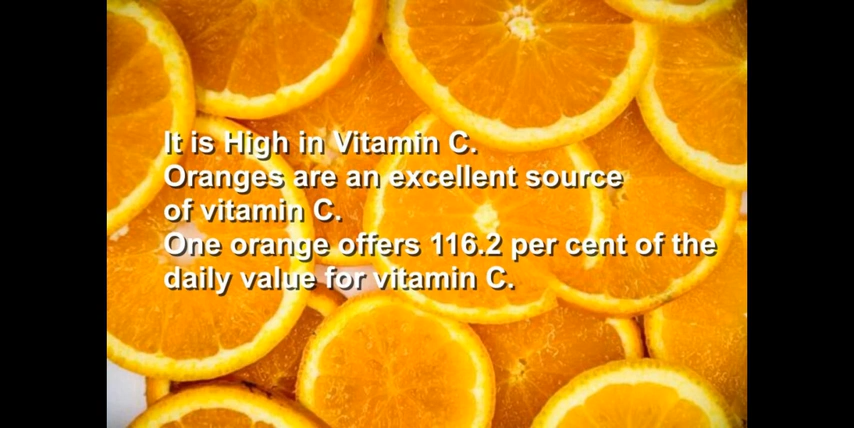 It is High in Vitamin C.
Oranges are an excellent source
of vitamin C.
One orange offers 116.2 per cent of the
daily value for vitamin C.